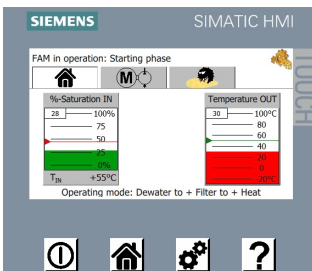 SIEMENS
SIMATIC HMI
TOUCH
FAM in operation: Starting phase
M
%-Saturation IN
Temperature OUT
28 100%
75
50
25
0%
30 100°C
80
60
40
20
0
-20°C
TIN +55°C
Operating mode: Dewater to + Filter to + Heat
?